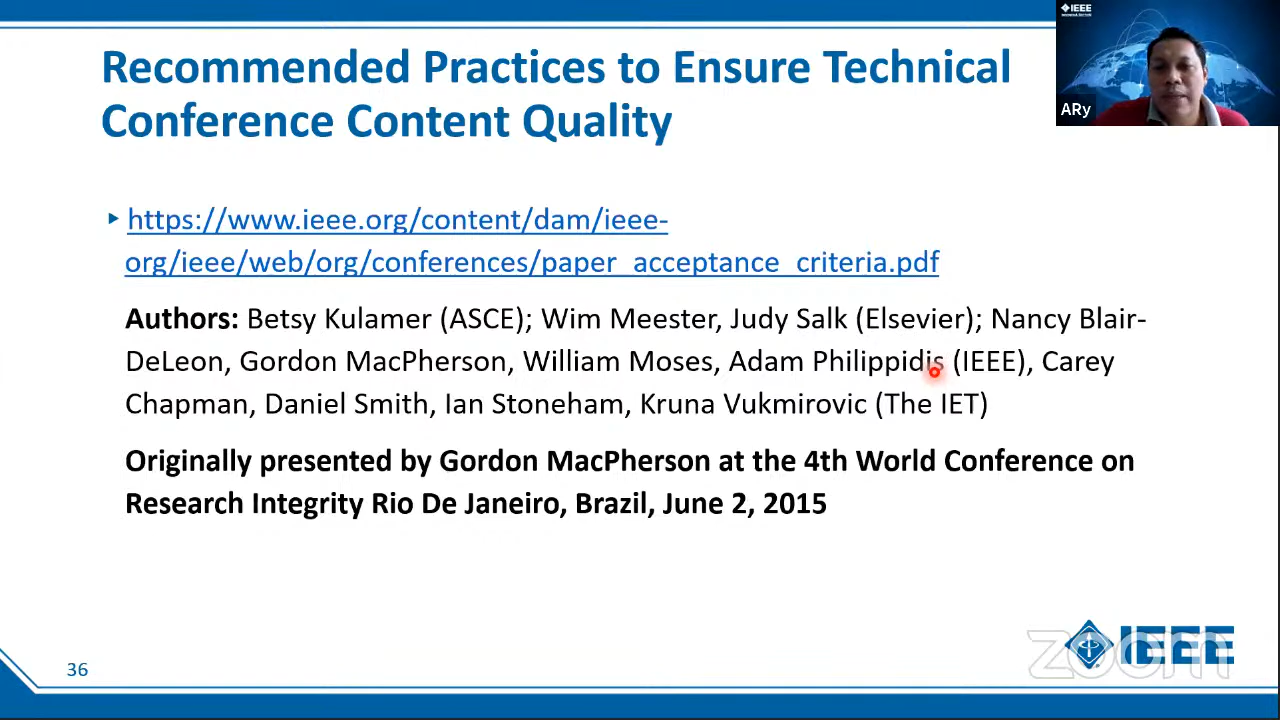 IEEE
Recommended Practices to Ensure Technical
Conference Content Quality
ARy
https://www.ieee.org/content/dam/ieee-
org/ieee/web/org/conferences/paper_acceptance_criteria.pdf
Authors: Betsy Kulamer (ASCE); Wim Meester, Judy Salk (Elsevier); Nancy Blair-
DeLeon, Gordon MacPherson, William Moses, Adam Philippidis (IEEE), Carey
Chapman, Daniel Smith, Ian Stoneham, Kruna Vukmirovic (The IET)
Originally presented by Gordon MacPherson at the 4th World Conference on
Research Integrity Rio De Janeiro, Brazil, June 2, 2015
zoom
IEEE
36